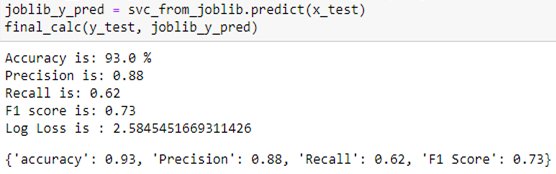 joblib_y_pred = svc_from_joblib.predict(x_test)
final_calc(y_test, joblib_y_pred)
Accuracy is: 93.0 %
Precision is: 0.88
Recall is: 0.62
F1 score is: 0.73
Log Loss is : 2.5845451669311426
{'accuracy': 0.93, 'Precision': 0.88, 'Recall': 0.62, 'F1 Score': 0.73}